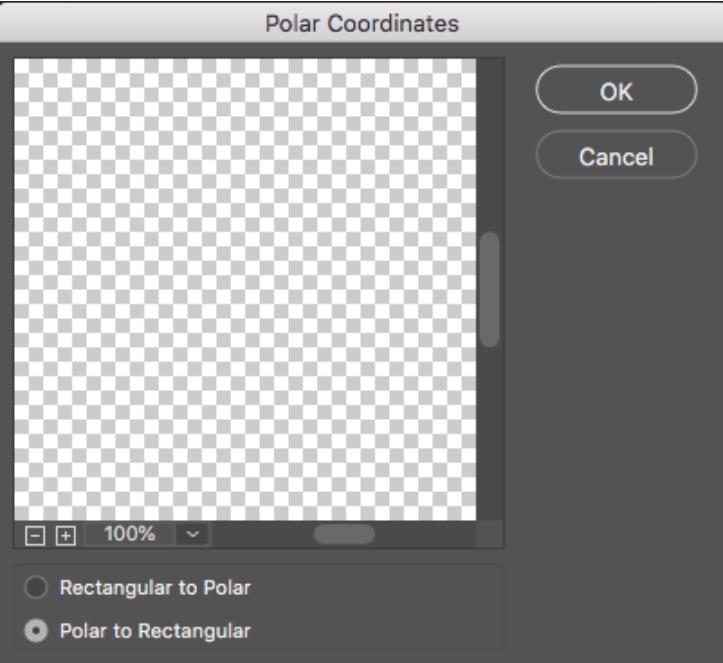 Polar Coordinates
OK
Cancel
100%
Rectangular to Polar
Polar to Rectangular